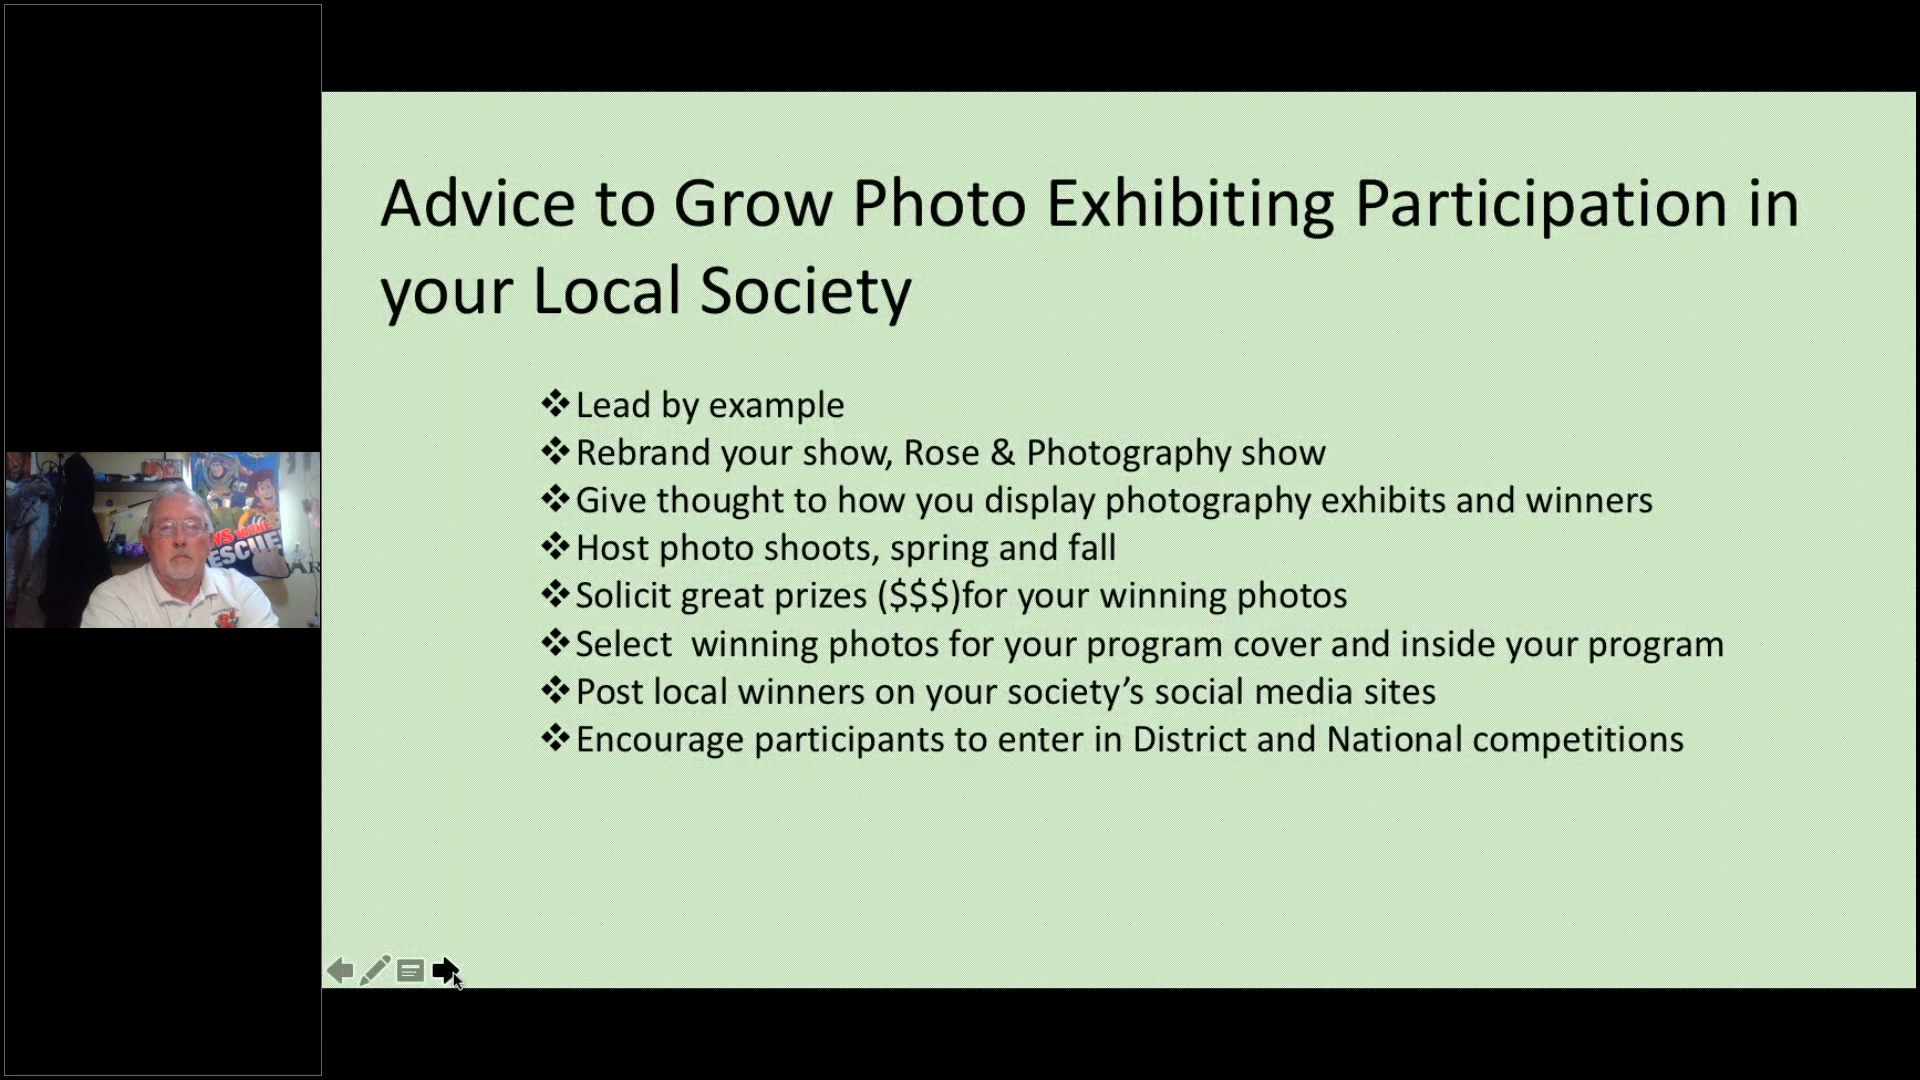 Advice to Grow Photo Exhibiting Participation in
your Local Society
❖Lead by example
❖Rebrand your show, Rose & Photography show
❖Give thought to how you display photography exhibits and winners
❖Host photo shoots, spring and fall
❖Solicit great prizes ($$$)for your winning photos
❖Select  winning photos for your program cover and inside your program
❖Post local winners on your society’s social media sites
❖Encourage participants to enter in District and National competitions